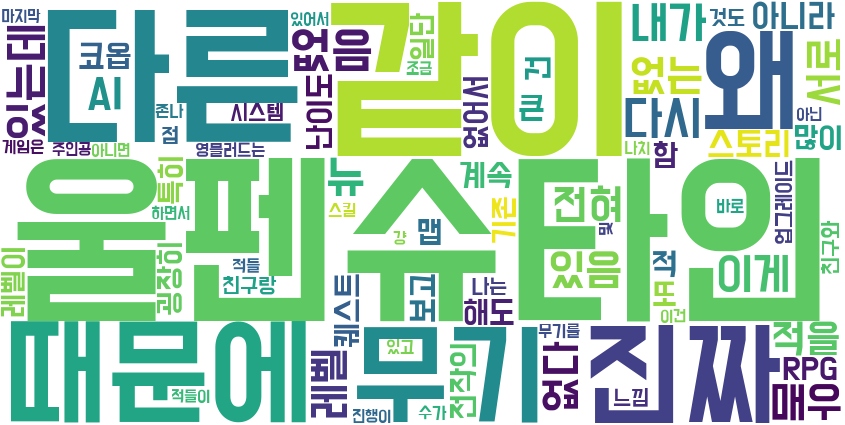 마지막
있는데
다른
코옵
AI
존나
점
시스템
있어서
없음
난이도
일단
조금
같이
없어서
건
큰
내가
것도
아니라
없는
다시
왜
로서
아닌
많이
스토리
나치
함
게임은
주인공
아니면
영블러드는
울펜슈타인
특히
하면서
굉장히
레벨이
적들
친구랑
뉴
스킬
걍
맵
계속
기존
전혀
및
있음
바로
업그레이드
친구와
적
또
이게
이건
보고
나는
해도
퀘스트
때문에
적들이
레벨
진행이
있고
무기
수가
전작의
무기를
없다
진짜
느낌
적을
RPG
매우